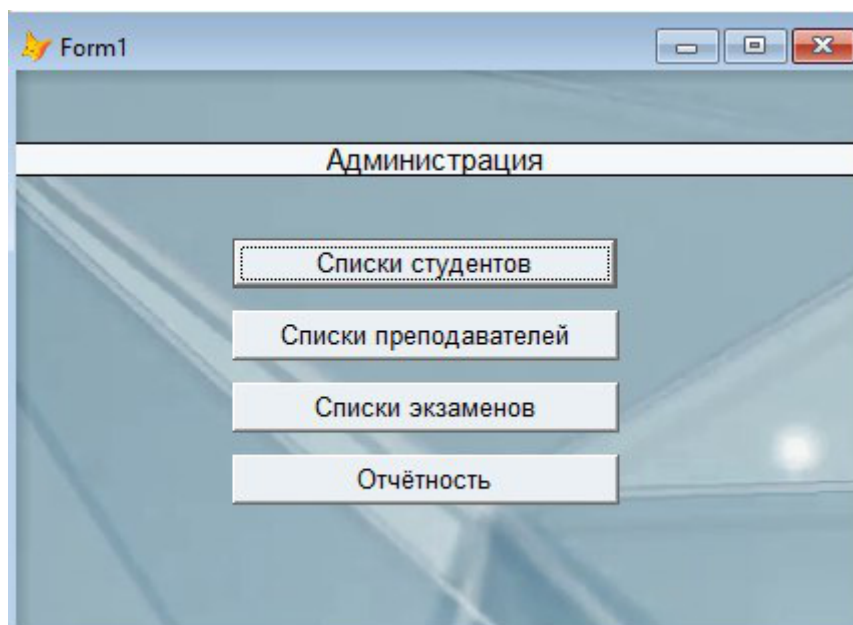 Form1
Администрация
Списки студентов
Списки преподавателей
Списки экзаменов
Отчётность